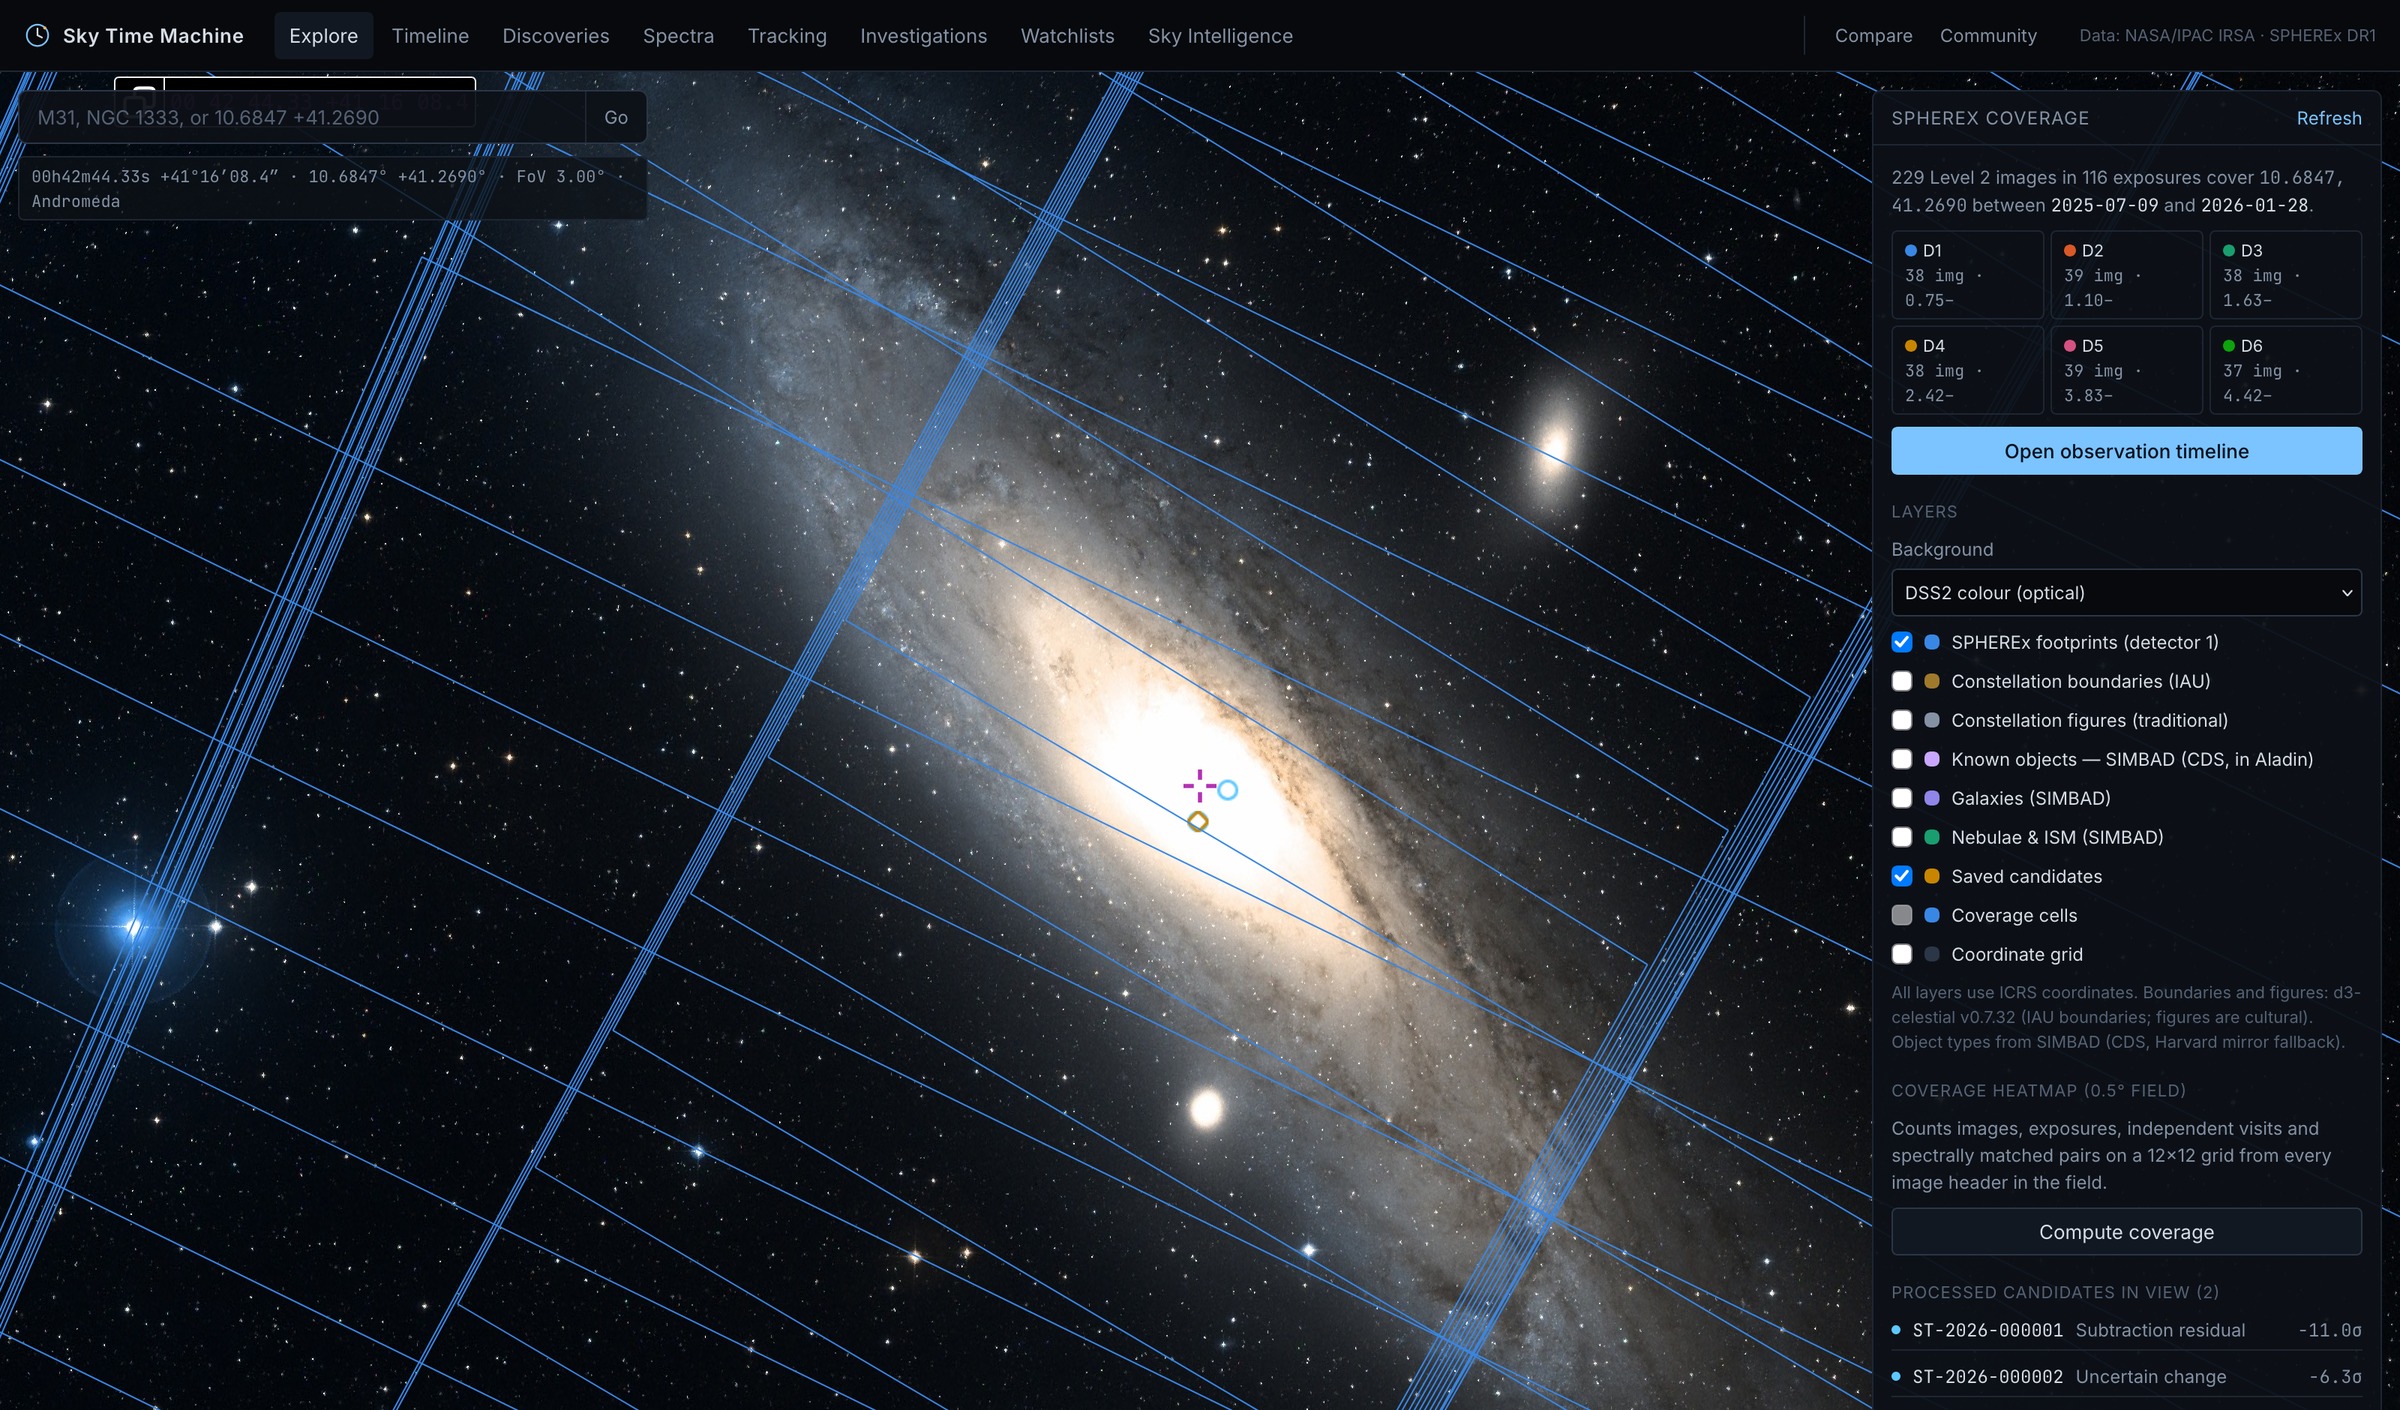 Sky Time Machine
Explore
Timeline
Discoveries
Spectra
Tracking
Investigations
Watchlists
Sky Intelligence
Compare
Community
Data: NASA/IPAC IRSA · SPHEREx DR1
M31, NGC 1333, or 10.6847 +41.2690
Go
00h42m44.33s +41°16′08.4″ · 10.6847° +41.2690° · FoV 3.00° ·
Andromeda
SPHEREX COVERAGE
Refresh
229 Level 2 images in 116 exposures cover 10.6847,
41.2690 between 2025-07-09 and 2026-01-28.
D1
38 img ·
0.75–
D2
39 img ·
1.10–
D3
38 img ·
1.63–
D4
38 img ·
2.42–
D5
39 img ·
3.83–
D6
37 img ·
4.42–
Open observation timeline
LAYERS
Background
DSS2 colour (optical)
SPHEREx footprints (detector 1)
Constellation boundaries (IAU)
Constellation figures (traditional)
Known objects — SIMBAD (CDS, in Aladin)
Galaxies (SIMBAD)
Nebulae & ISM (SIMBAD)
Saved candidates
Coverage cells
Coordinate grid
All layers use ICRS coordinates. Boundaries and figures: d3-
celestial v0.7.32 (IAU boundaries; figures are cultural).
Object types from SIMBAD (CDS, Harvard mirror fallback).
COVERAGE HEATMAP (0.5° FIELD)
Counts images, exposures, independent visits and
spectrally matched pairs on a 12×12 grid from every
image header in the field.
Compute coverage
PROCESSED CANDIDATES IN VIEW (2)
ST-2026-000001 Subtraction residual -11.0σ
ST-2026-000002 Uncertain change -6.3σ